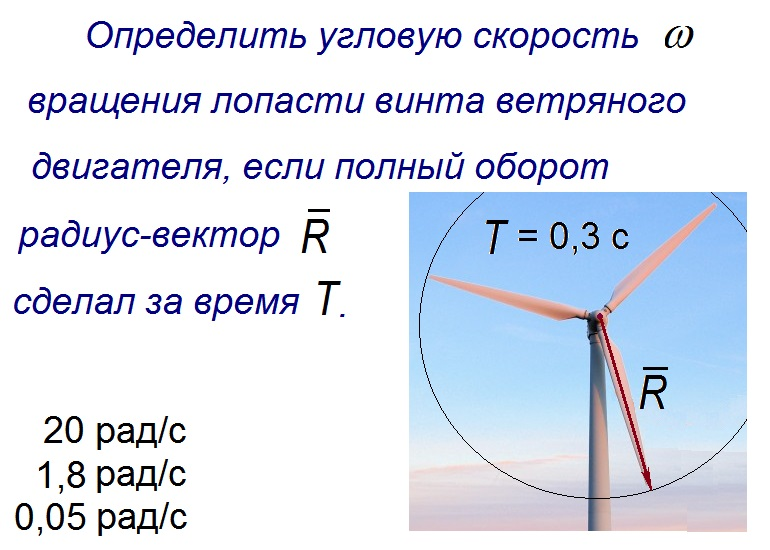 Определить угловую скорость ω
вращения лопасти винта ветряного
двигателя, если полный оборот
радиус-вектор R̅
сделал за время T.
T = 0,3 с
R̅
20 рад/с
1,8 рад/с
0,05 рад/с